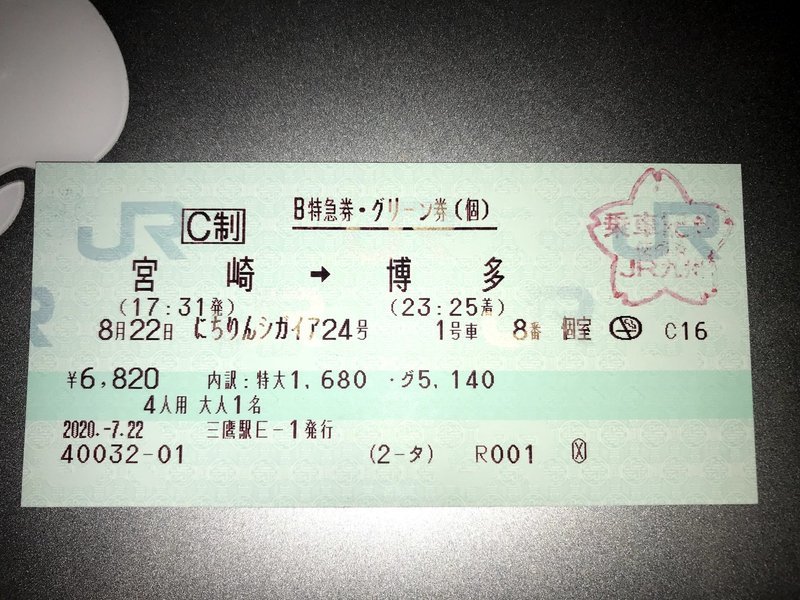 B特急券・グリーン券(個)
C制
宮崎 → 博多
(17:31発) (23:25着)
8月22日 にちりんシガイア24号 1号車 8番 個室 C16
¥6,820 内訳:特大1,680 ・グ5,140
4人用 大人1名
2020.-7.22 三鷹駅E-1発行
40032-01 (2-タ) R001 Ⓧ
JR
JR
乗車記念
JR九州